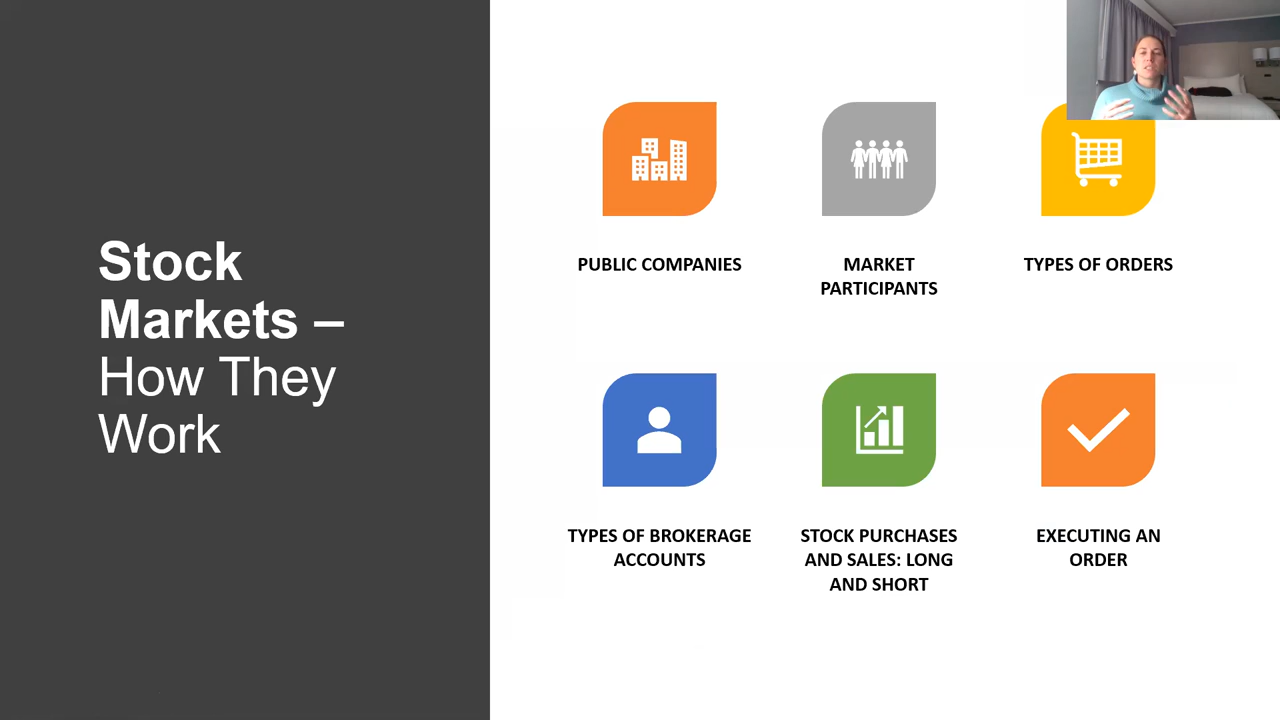 Stock
Markets –
How They
Work
PUBLIC COMPANIES
MARKET
PARTICIPANTS
TYPES OF ORDERS
TYPES OF BROKERAGE
ACCOUNTS
STOCK PURCHASES
AND SALES: LONG
AND SHORT
EXECUTING AN
ORDER